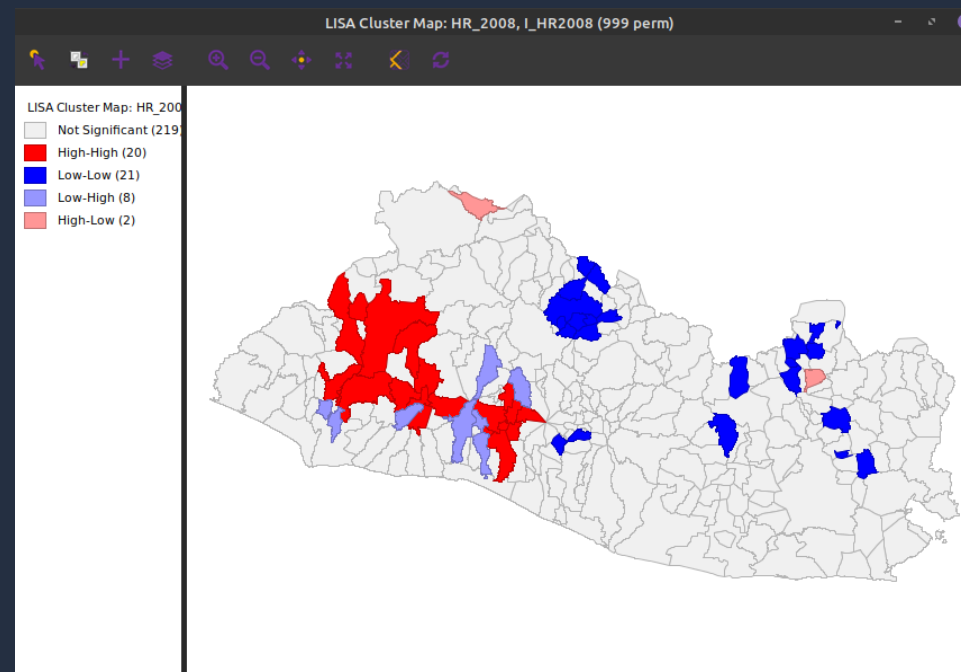 LISA Cluster Map: HR_2008, I_HR2008 (999 perm)
LISA Cluster Map: HR_200
Not Significant (219)
High-High (20)
Low-Low (21)
Low-High (8)
High-Low (2)